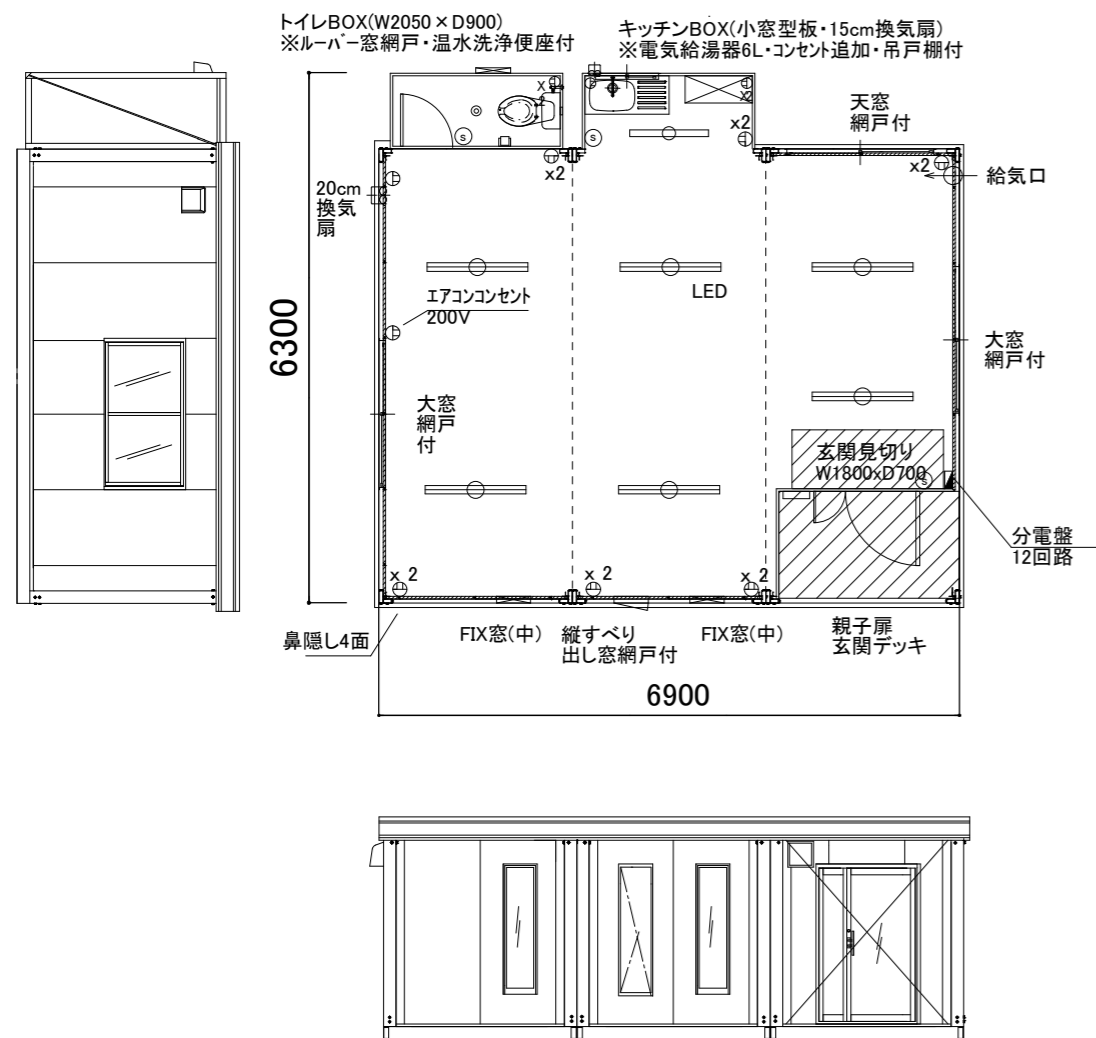 トイレBOX(W2050×D900)
※ルーバー窓網戸・温水洗浄便座付
キッチンBOX(小窓型板・15cm換気扇)
※電気給湯器6L・コンセント追加・吊戸棚付
x
2
x2
S
S
x2
天窓
網戸付
x2
x2
給気口
20cm
換気
扇
エアコンコンセント
200V
LED
6300
大窓
網戸付
大窓
網戸
付
玄関見切り
W1800xD700
S
分電盤
12回路
x 2
x 2
x 2
鼻隠し4面
FIX窓(中)
縦すべり
出し窓網戸付
FIX窓(中)
親子扉
玄関デッキ
6900